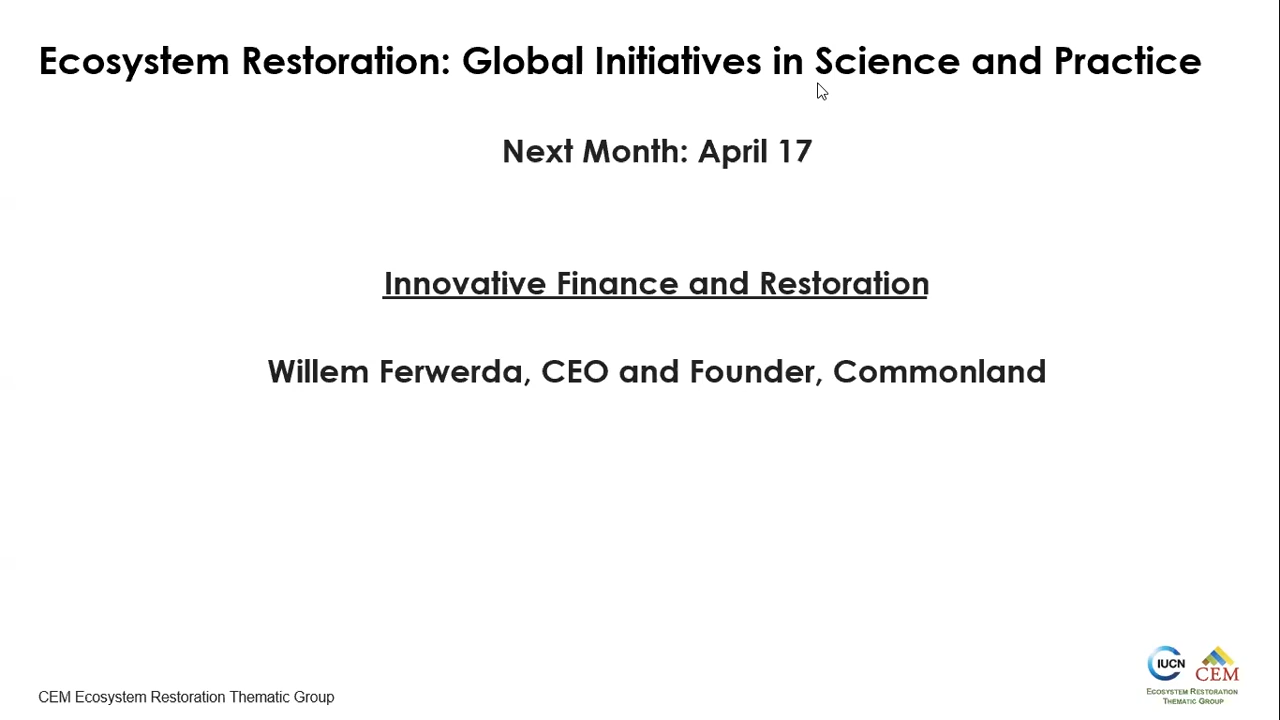 Ecosystem Restoration: Global Initiatives in Science and Practice
Next Month: April 17
Innovative Finance and Restoration
Willem Ferwerda, CEO and Founder, Commonland
IUCN
CEM
ECOSYSTEM RESTORATION
THEMATIC GROUP
CEM Ecosystem Restoration Thematic Group